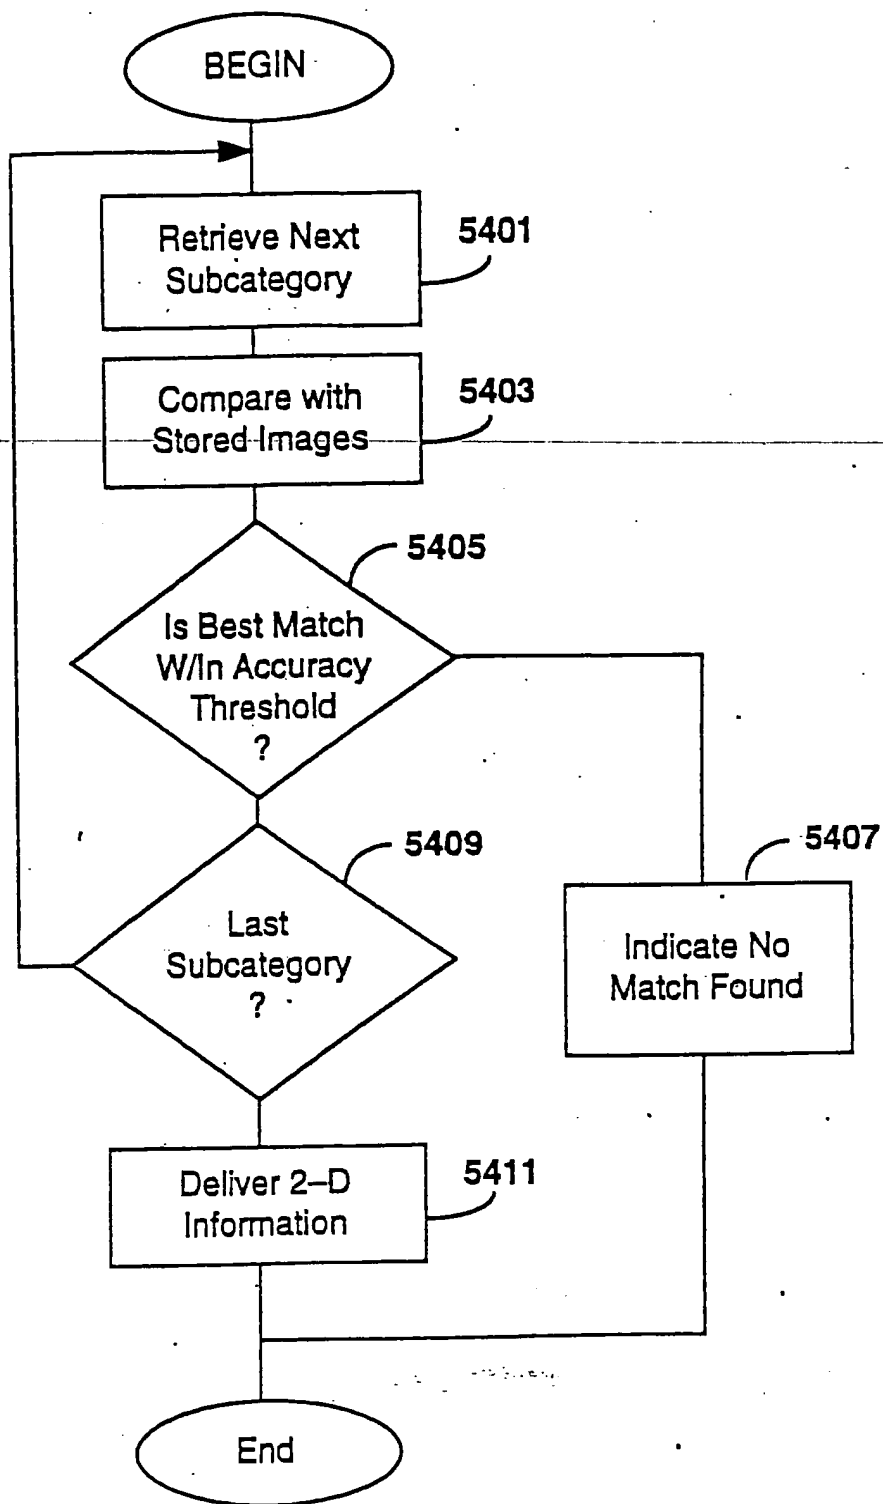 BEGIN
Retrieve Next
Subcategory
5401
Compare with
Stored Images
5403
Is Best Match
W/In Accuracy
Threshold
?
5405
Last
Subcategory
?
5409
Indicate No
Match Found
5407
Deliver 2–D
Information
5411
End